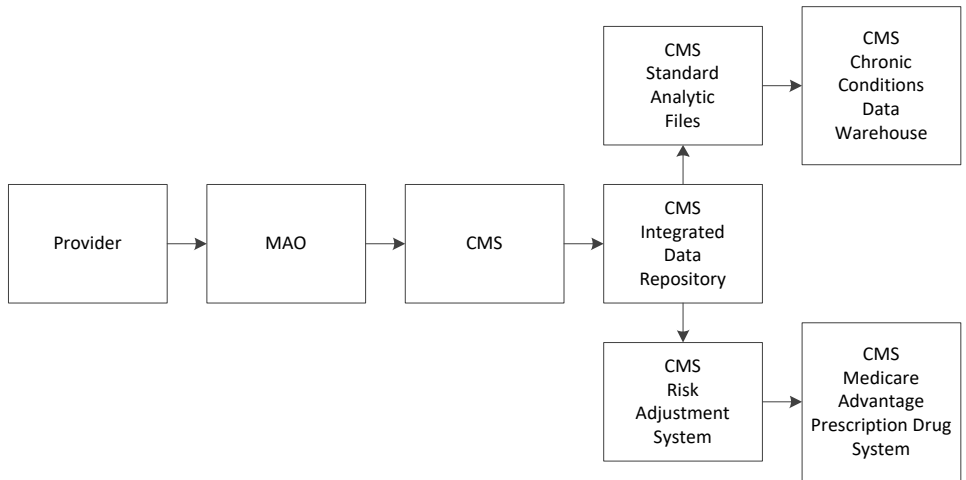 Provider
MAO
CMS
CMS
Integrated
Data
Repository
CMS
Standard
Analytic
Files
CMS
Chronic
Conditions
Data
Warehouse
CMS
Risk
Adjustment
System
CMS
Medicare
Advantage
Prescription Drug
System